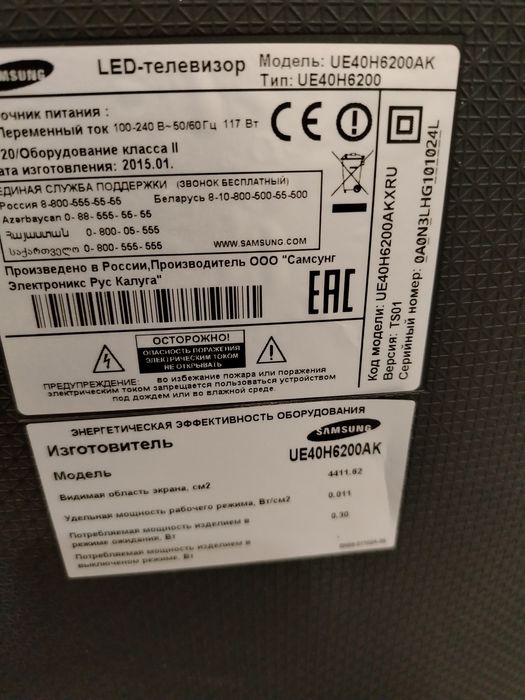 SAMSUNG LED-телевизор Модель: UE40H6200AK
Тип: UE40H6200
очник питания :
Переменный ток 100-240 В~50/60Гц 117 Вт
20/Оборудование класса II
ата изготовления: 2015.01.
ЕДИНАЯ СЛУЖБА ПОДДЕРЖКИ (ЗВОНОК БЕСПЛАТНЫЙ)
Россия 8-800-555-55-55 Беларусь 8-10-800-500-55-500
Azərbaycan 0-88-555-55-55
Հայաստան 0-800-05-555
საქართველო 0-800-555-555
WWW.SAMSUNG.COM
Произведено в России,Производитель ООО "Самсунг
Электроникс Рус Калуга"
EAC
ОСТОРОЖНО!
ОПАСНОСТЬ ПОРАЖЕНИЯ
ЭЛЕКТРИЧЕСКИМ ТОКОМ
НЕ ОТКРЫВАТЬ
ПРЕДУПРЕЖДЕНИЕ: во избежание пожара или поражения
электрическим током запрещается пользоваться устройством
под дождем или во влажной среде.
Код модели: UE40H6200AKXRU
Версия: TS01
Серийный номер: 0A0N3LHG101024L
ЭНЕРГЕТИЧЕСКАЯ ЭФФЕКТИВНОСТЬ ОБОРУДОВАНИЯ
Изготовитель SAMSUNG
Модель UE40H6200AK
Видимая область экрана, см2 4411.62
Удельная мощность рабочего режима, Вт/см2 0.011
Потребляемая мощность изделием в
режиме ожидания, Вт 0.30
Потребляемая мощность изделием в
выключеном режиме, Вт